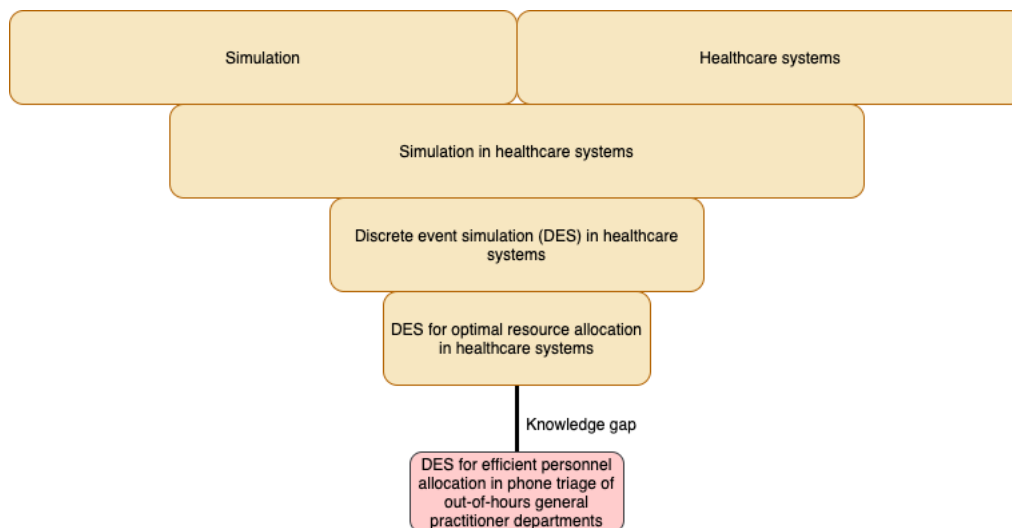 Simulation
Healthcare systems
Simulation in healthcare systems
Discrete event simulation (DES) in healthcare
systems
DES for optimal resource allocation
in healthcare systems
Knowledge gap
DES for efficient personnel
allocation in phone triage of
out-of-hours general
practitioner departments